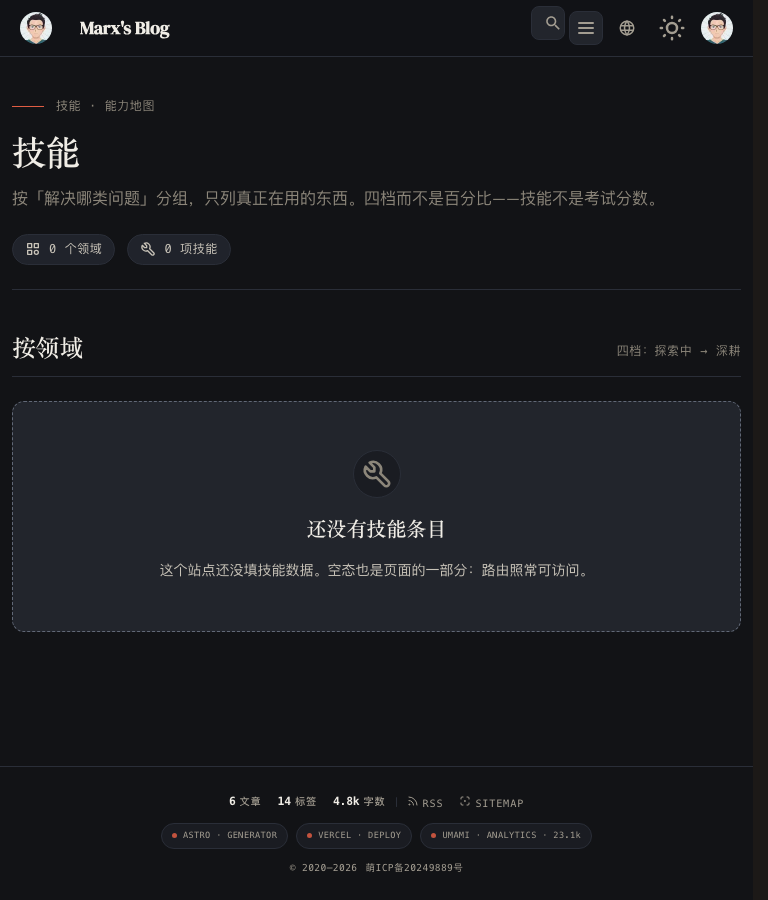 Marx's Blog
技能 · 能力地图
技能
按「解决哪类问题」分组，只列真正在用的东西。四档而不是百分比——技能不是考试分数。
0 个领域
0 项技能
按领域
四档：探索中 → 深耕
还没有技能条目
这个站点还没填技能数据。空态也是页面的一部分：路由照常可访问。
6 文章 14 标签 4.8k 字数 | RSS SITEMAP
ASTRO · GENERATOR VERCEL · DEPLOY UMAMI · ANALYTICS · 23.1k
© 2020—2026 萌ICP备20249889号